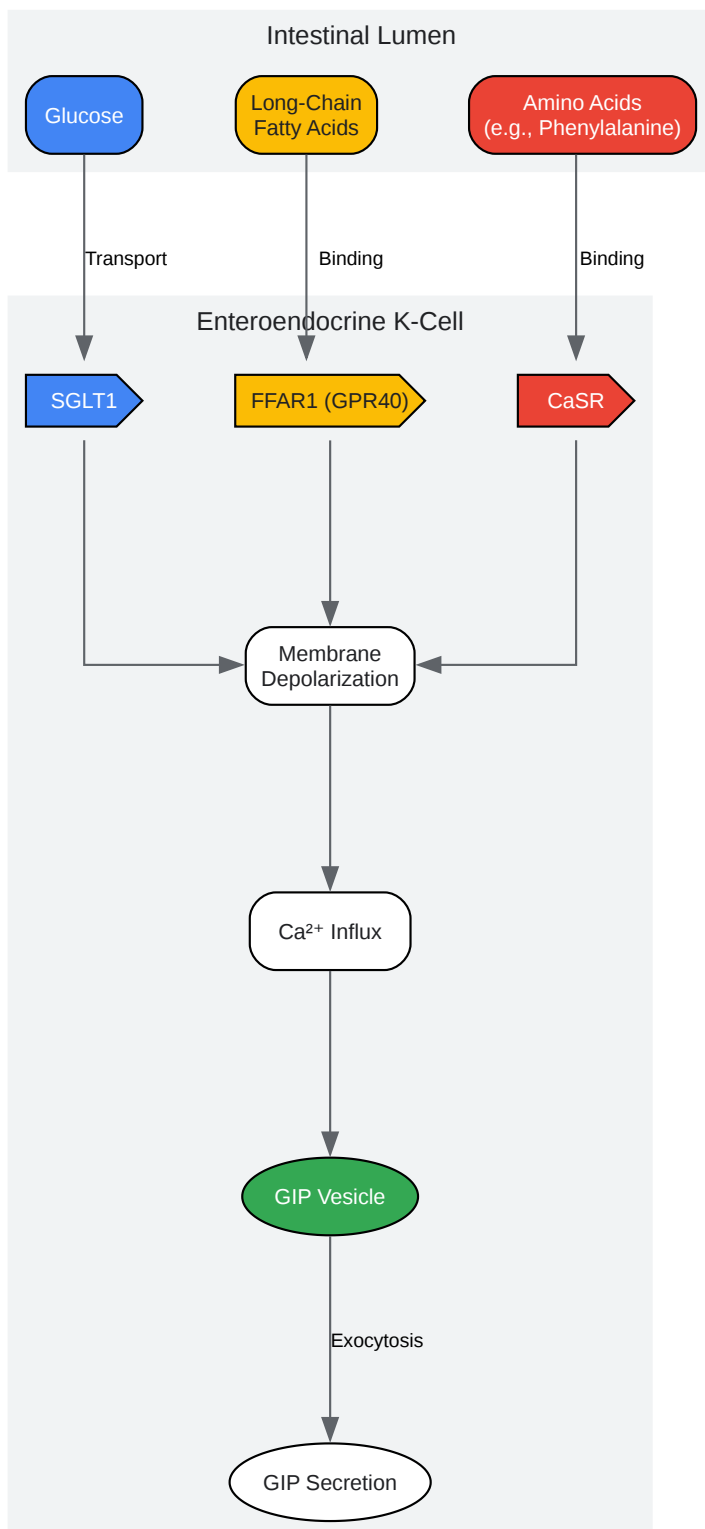 Intestinal Lumen
Glucose
Long-Chain
Fatty Acids
Amino Acids
(e.g., Phenylalanine)
Transport
Binding
Binding
Enteroendocrine K-Cell
SGLT1
FFAR1 (GPR40)
CaSR
Membrane
Depolarization
Ca²⁺ Influx
GIP Vesicle
Exocytosis
GIP Secretion